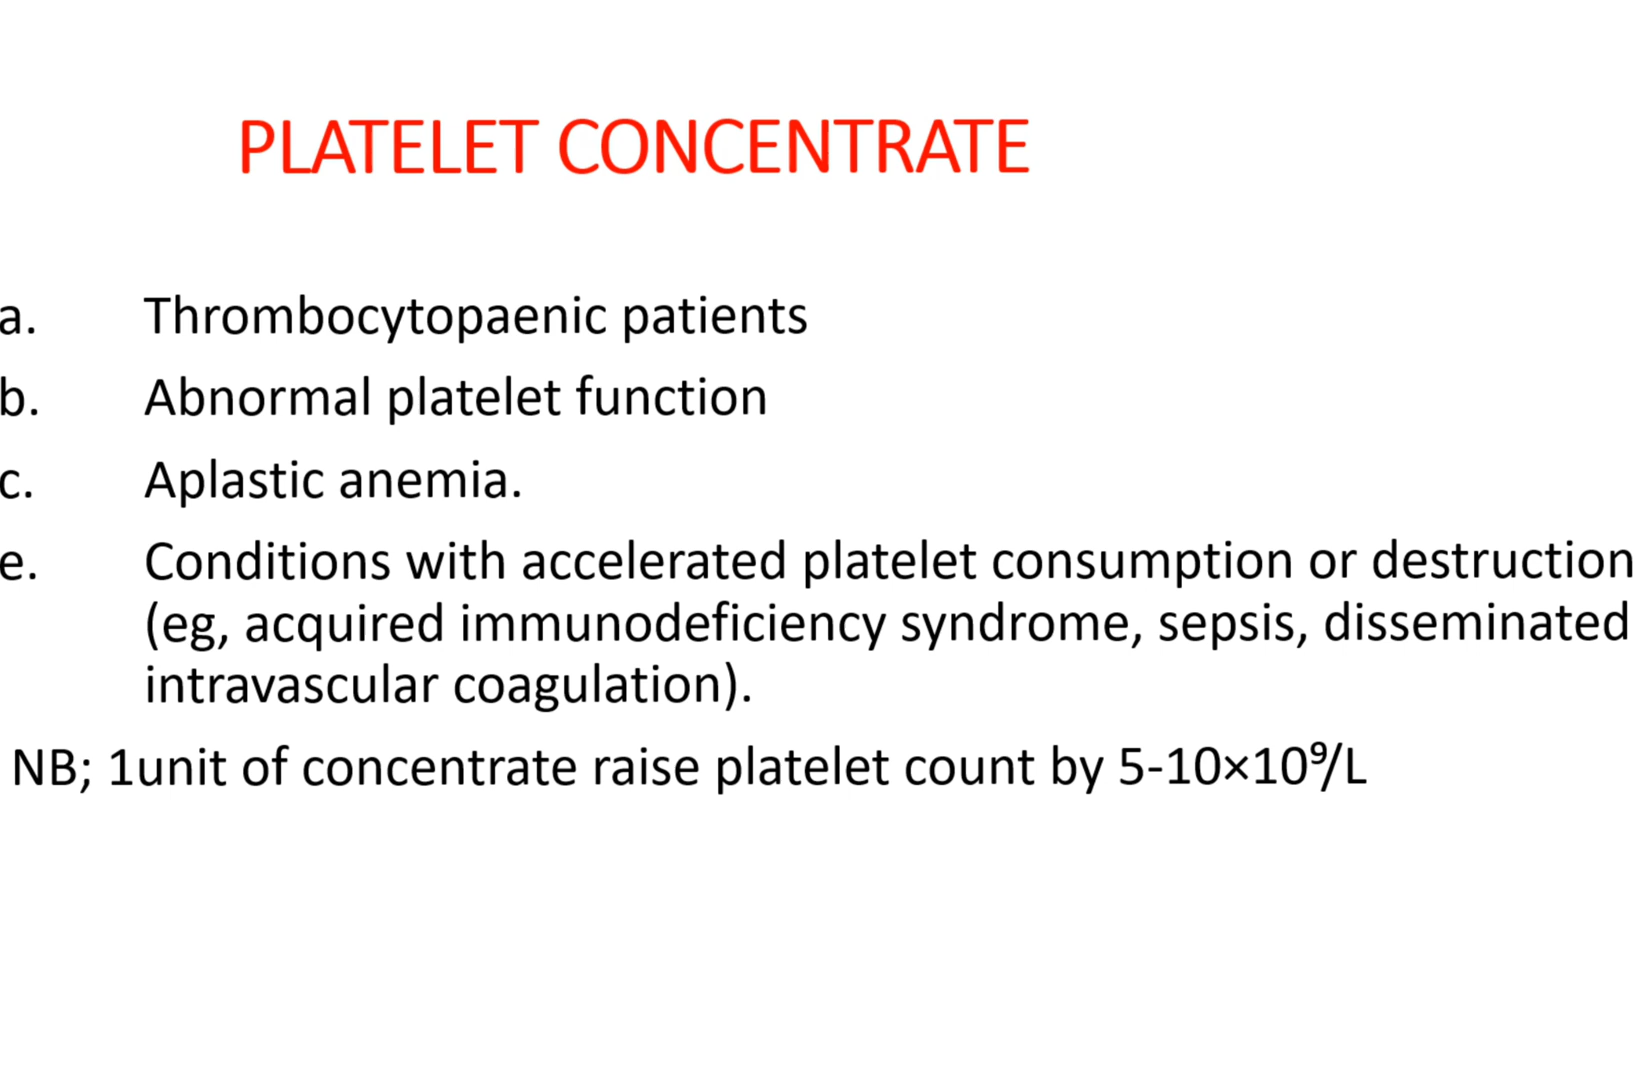 PLATELET CONCENTRATE
a. Thrombocytopaenic patients
b. Abnormal platelet function
c. Aplastic anemia.
e. Conditions with accelerated platelet consumption or destruction
(eg, acquired immunodeficiency syndrome, sepsis, disseminated
intravascular coagulation).
NB; 1unit of concentrate raise platelet count by 5-10×10⁹/L